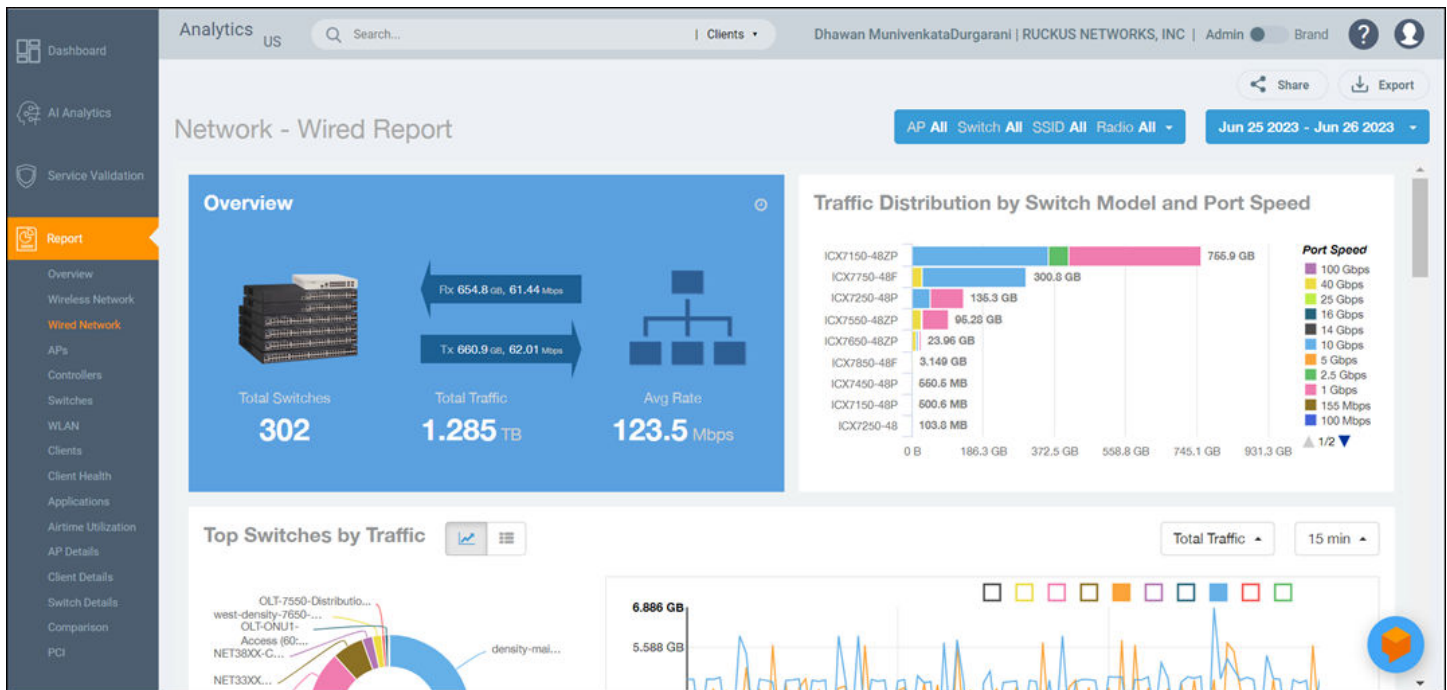 Dashboard
AI Analytics
Service Validation
Report
Overview
Wireless Network
Wired Network
APs
Controllers
Switches
WLAN
Clients
Client Health
Applications
Airtime Utilization
AP Details
Client Details
Switch Details
Comparison
PCI
Analytics US
Search... | Clients
Dhawan MunivenkataDurgarani | RUCKUS NETWORKS, INC | Admin Brand ?
Share Export
Network - Wired Report
AP All Switch All SSID All Radio All
Jun 25 2023 - Jun 26 2023
Overview
Rx 654.8 GB, 61.44 Mbps
Tx 660.9 GB, 62.01 Mbps
Total Switches Total Traffic Avg Rate
302 1.285 TB 123.5 Mbps
Traffic Distribution by Switch Model and Port Speed
ICX7150-48ZP 755.9 GB
ICX7750-48F 300.8 GB
ICX7250-48P 135.3 GB
ICX7550-48ZP 95.28 GB
ICX7650-48ZP 23.96 GB
ICX7850-48F 3.149 GB
ICX7450-48P 550.5 MB
ICX7150-48P 500.6 MB
ICX7250-48 103.8 MB
0 B 186.3 GB 372.5 GB 558.8 GB 745.1 GB 931.3 GB
Port Speed
100 Gbps
40 Gbps
25 Gbps
16 Gbps
14 Gbps
10 Gbps
5 Gbps
2.5 Gbps
1 Gbps
155 Mbps
100 Mbps
1/2
Top Switches by Traffic
Total Traffic 15 min
OLT-7550-Distributio...
west-density-7650-...
OLT-ONU1-
Access (60:...
NET38XX-C...
NET33XX...
density-mai...
6.886 GB
5.588 GB